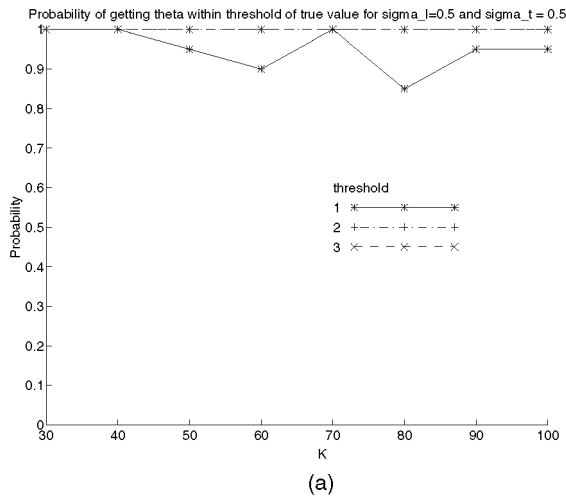 Probability of getting theta within threshold of true value for sigma_l=0.5 and sigma_t = 0.5
1
0.9
0.8
0.7
0.6
0.5
0.4
0.3
0.2
0.1
0
Probability
threshold
1
2
3
30 40 50 60 70 80 90 100
K
(a)